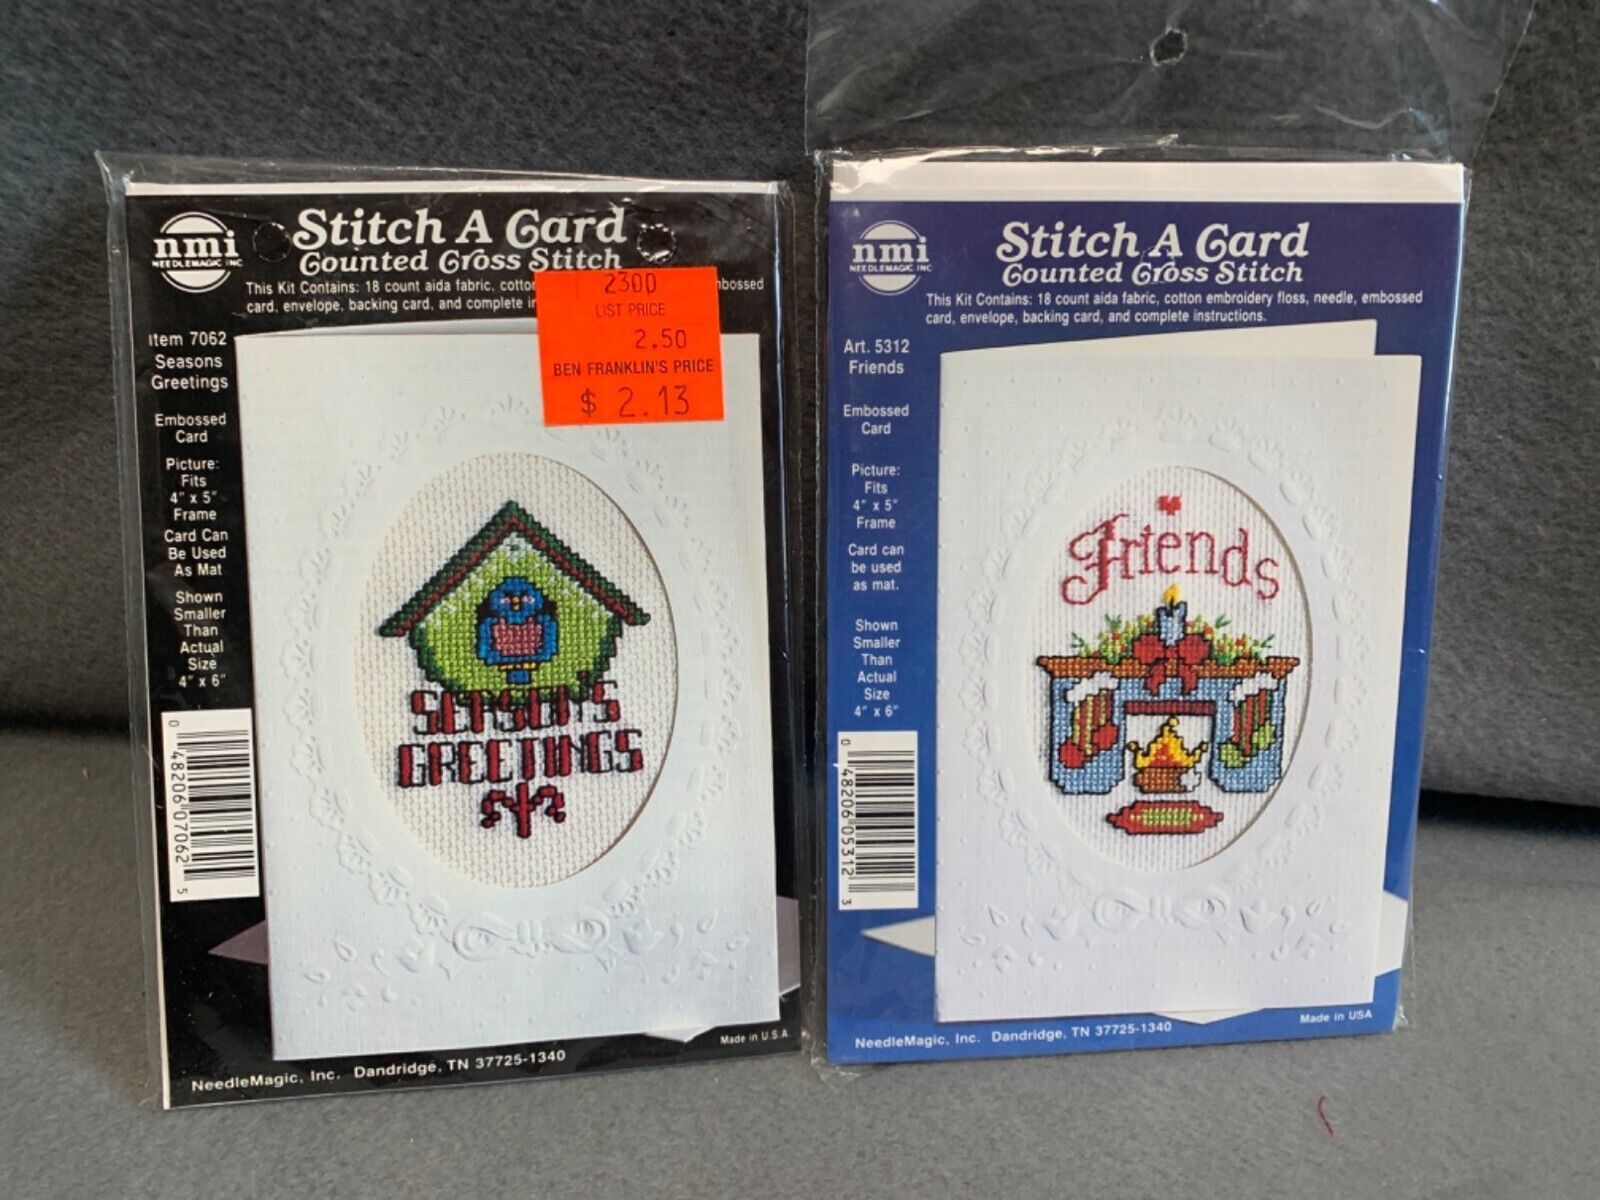 nmi
NEEDLEMAGIC INC
Stitch A Card
Counted Cross Stitch
This Kit Contains: 18 count aida fabric, embossed
card, envelope, backing card, and complete
2300
LIST PRICE
2.50
BEN FRANKLIN'S PRICE
$ 2.13
Item 7062
Seasons
Greetings
Embossed
Card
Picture:
Fits
4" x 5"
Frame
Card Can
Be Used
As Mat
Shown
Smaller
Than
Actual
Size
4" x 6"
0 48206 07062 5
SEASON'S
GREETINGS
Made in U.S.A.
NeedleMagic, Inc. Dandridge, TN 37725-1340
nmi
NEEDLEMAGIC INC
Stitch A Card
Counted Cross Stitch
This Kit Contains: 18 count aida fabric, cotton embroidery floss, needle, embossed
card, envelope, backing card, and complete instructions.
Art. 5312
Friends
Embossed
Card
Picture:
Fits
4" x 5"
Frame
Card can
be used
as mat.
Shown
Smaller
Than
Actual
Size
4" x 6"
0 48206 05312 3
Friends
Made in USA
NeedleMagic, Inc. Dandridge, TN 37725-1340